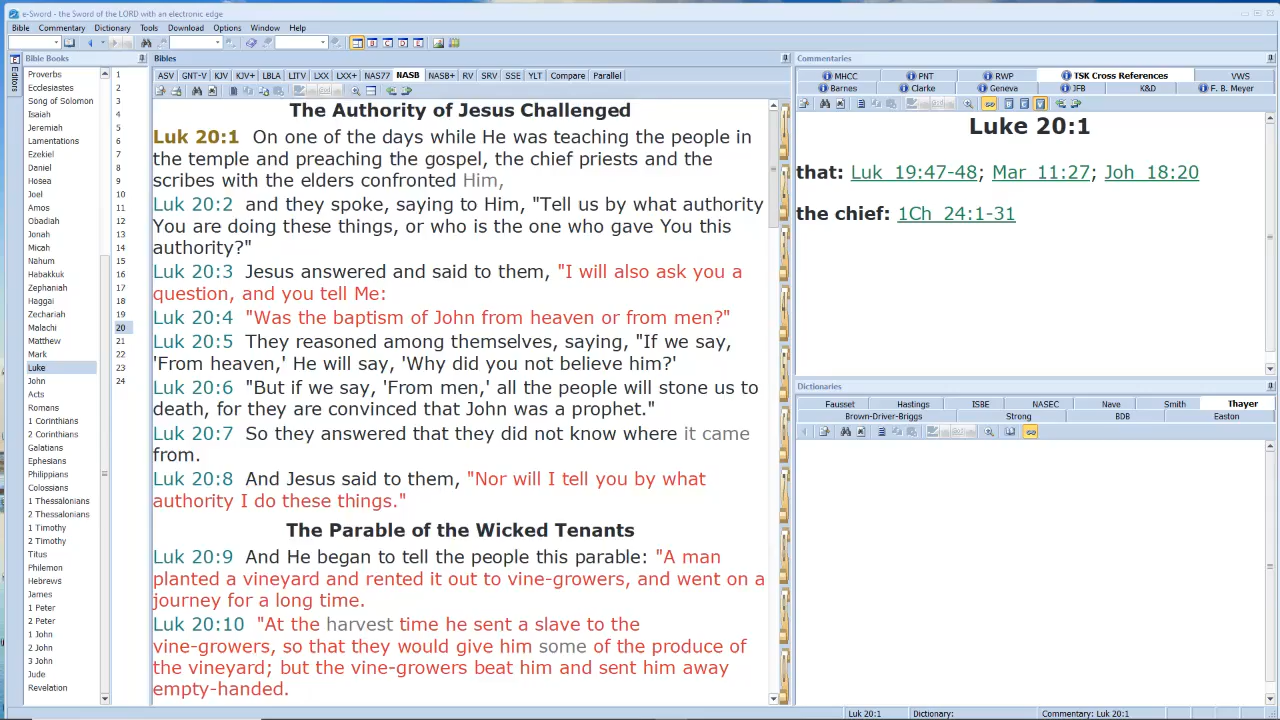 e-Sword - the Sword of the LORD with an electronic edge
Bible Commentary Dictionary Tools Download Options Window Help
Bible Books
Editors
Proverbs
Ecclesiastes
Song of Solomon
Isaiah
Jeremiah
Lamentations
Ezekiel
Daniel
Hosea
Joel
Amos
Obadiah
Jonah
Micah
Nahum
Habakkuk
Zephaniah
Haggai
Zechariah
Malachi
Matthew
Mark
Luke
John
Acts
Romans
1 Corinthians
2 Corinthians
Galatians
Ephesians
Philippians
Colossians
1 Thessalonians
2 Thessalonians
1 Timothy
2 Timothy
Titus
Philemon
Hebrews
James
1 Peter
2 Peter
1 John
2 John
3 John
Jude
Revelation
1
2
3
4
5
6
7
8
9
10
11
12
13
14
15
16
17
18
19
20
21
22
23
24
Bibles
ASV GNT-V KJV KJV+ LBLA LITV LXX LXX+ NAS77 NASB NASB+ RV SRV SSE YLT Compare Parallel
The Authority of Jesus Challenged
Luk 20:1 On one of the days while He was teaching the people in
the temple and preaching the gospel, the chief priests and the
scribes with the elders confronted Him,
Luk 20:2 and they spoke, saying to Him, "Tell us by what authority
You are doing these things, or who is the one who gave You this
authority?"
Luk 20:3 Jesus answered and said to them, "I will also ask you a
question, and you tell Me:
Luk 20:4 "Was the baptism of John from heaven or from men?"
Luk 20:5 They reasoned among themselves, saying, "If we say,
'From heaven,' He will say, 'Why did you not believe him?'
Luk 20:6 "But if we say, 'From men,' all the people will stone us to
death, for they are convinced that John was a prophet."
Luk 20:7 So they answered that they did not know where it came
from.
Luk 20:8 And Jesus said to them, "Nor will I tell you by what
authority I do these things."
The Parable of the Wicked Tenants
Luk 20:9 And He began to tell the people this parable: "A man
planted a vineyard and rented it out to vine-growers, and went on a
journey for a long time.
Luk 20:10 "At the harvest time he sent a slave to the
vine-growers, so that they would give him some of the produce of
the vineyard; but the vine-growers beat him and sent him away
empty-handed.
Commentaries
MHCC PNT RWP TSK Cross References VWS
Barnes Clarke Geneva JFB K&D F. B. Meyer
Luke 20:1
that: Luk 19:47-48; Mar 11:27; Joh 18:20
the chief: 1Ch 24:1-31
Dictionaries
Fausset Hastings ISBE NASEC Nave Smith Thayer
Brown-Driver-Briggs Strong BDB Easton
Luk 20:1 Dictionary: Commentary: Luk 20:1